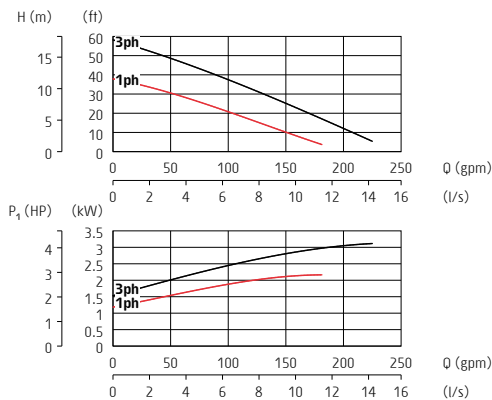 H (m) (ft)
60
3ph
15 50
40
1ph
10 30
20
5
10
0 0
0 50 100 150 200 250 Q (gpm)
0 2 4 6 8 10 12 14 16 (l/s)
P1 (HP) (kW)
3.5
4 3
3 2.5
2
3ph
2 1.5
1ph
1
1 0.5
0 0
0 50 100 150 200 250 Q (gpm)
0 2 4 6 8 10 12 14 16 (l/s)